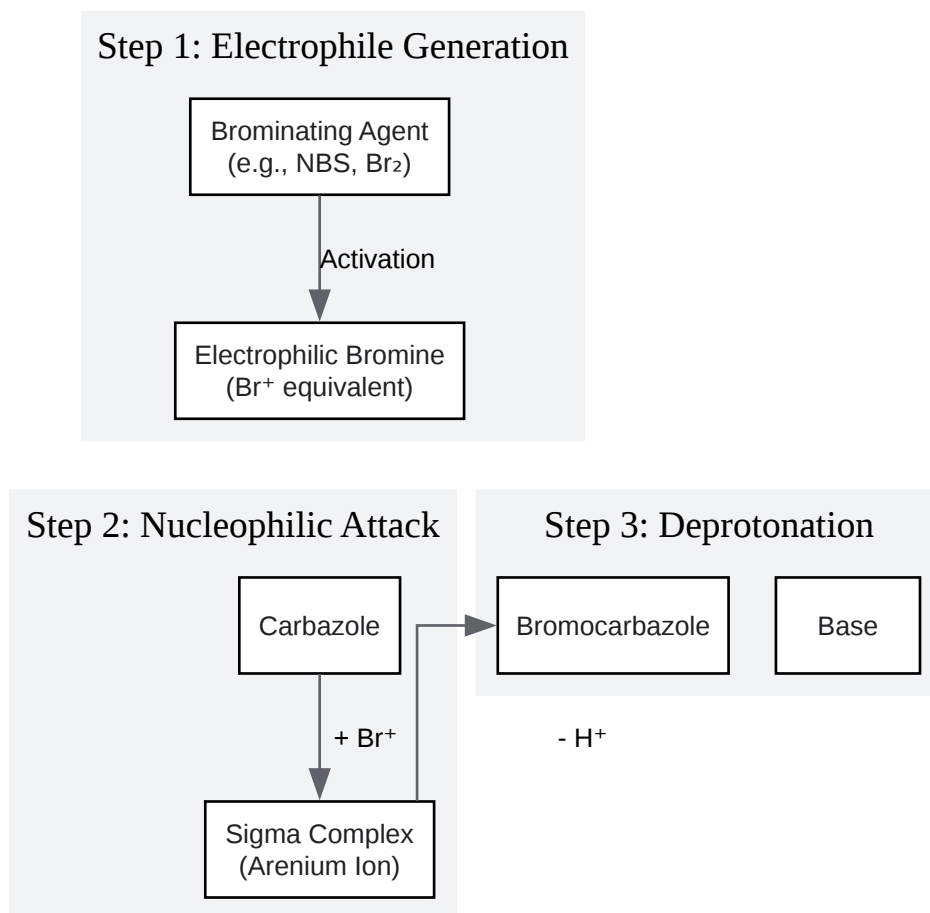 Step 1: Electrophile Generation
Brominating Agent
(e.g., NBS, Br₂)
Activation
Electrophilic Bromine
(Br⁺ equivalent)
Step 2: Nucleophilic Attack
Carbazole
+ Br⁺
Sigma Complex
(Arenium Ion)
Step 3: Deprotonation
Bromocarbazole
Base
- H⁺